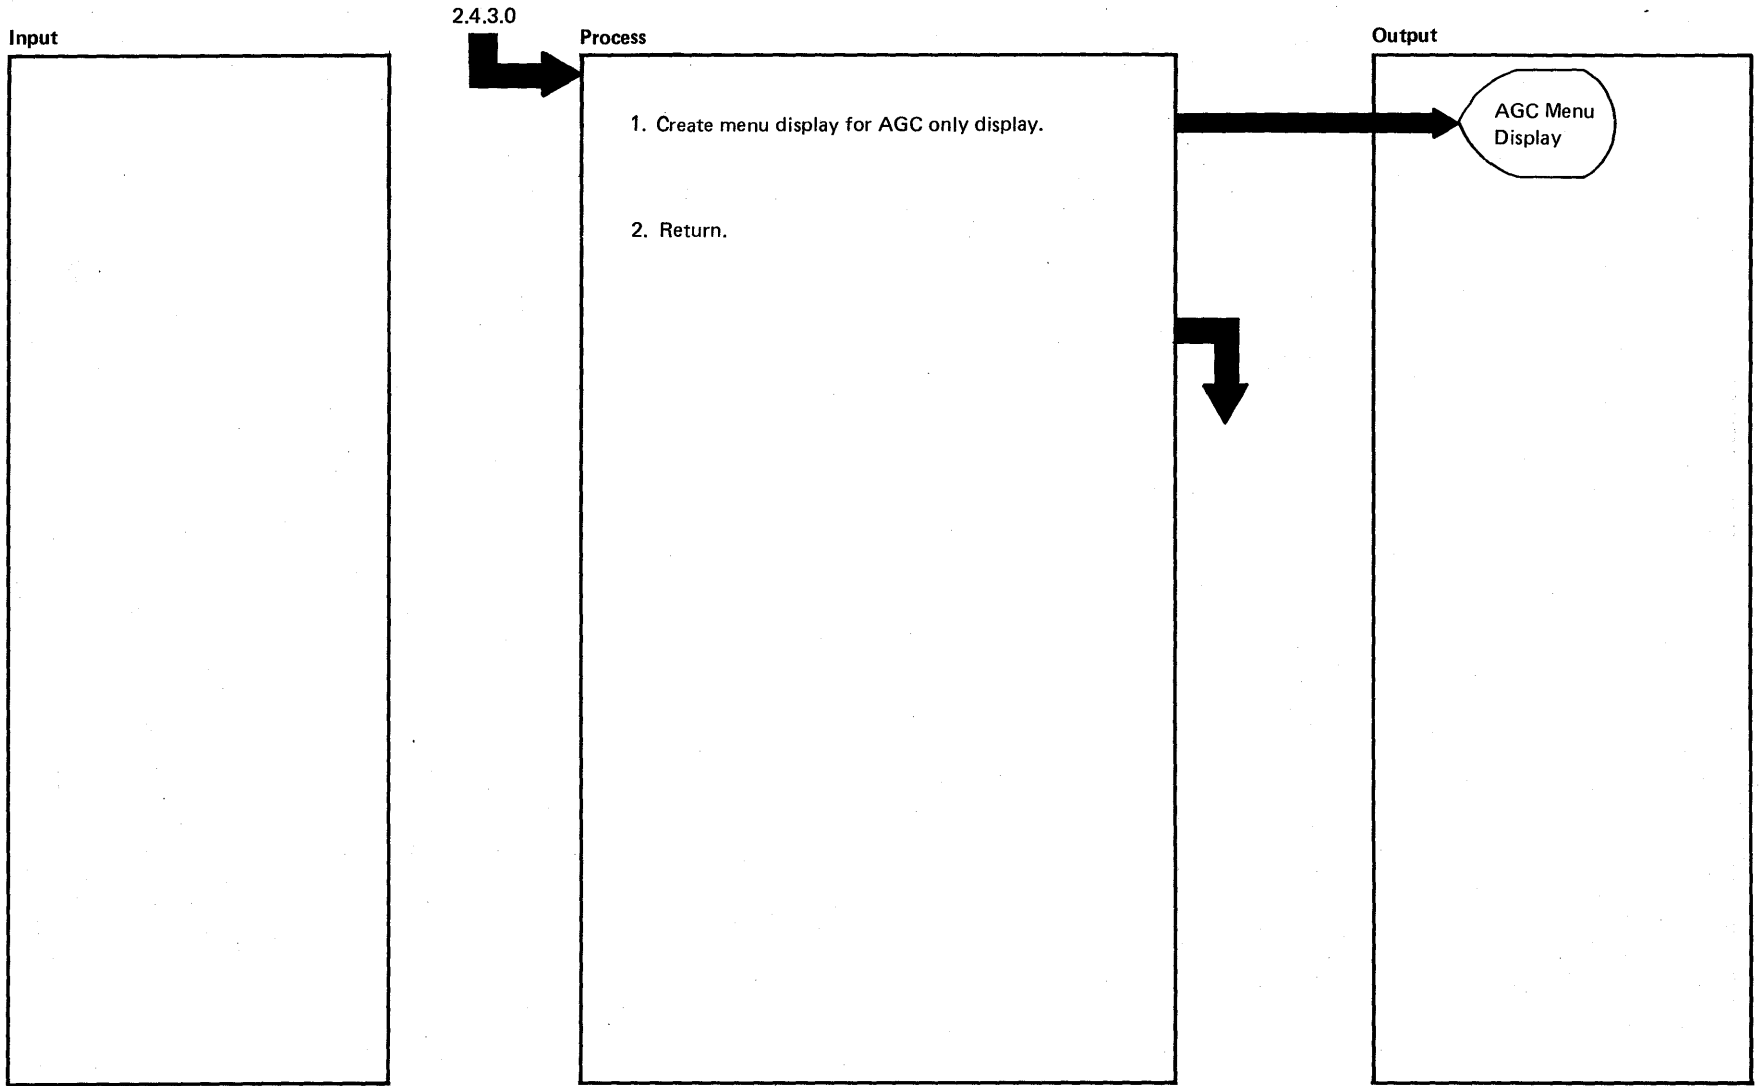 2.4.3.0
Input
Process
Output
1. Create menu display for AGC only display.
AGC Menu
Display
2. Return.